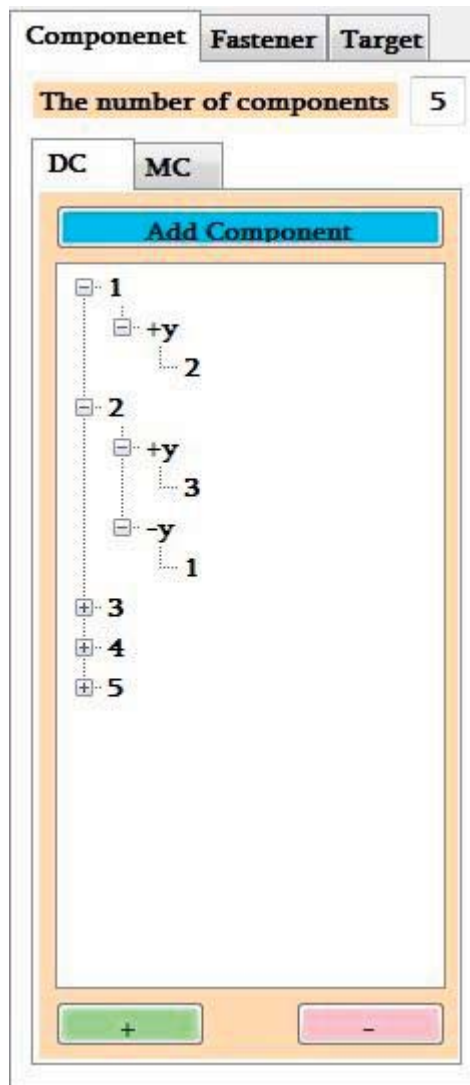 Componenet Fastener Target
The number of components 5
DC MC
Add Component
1
+y
2
2
+y
3
-y
1
3
4
5
+ -